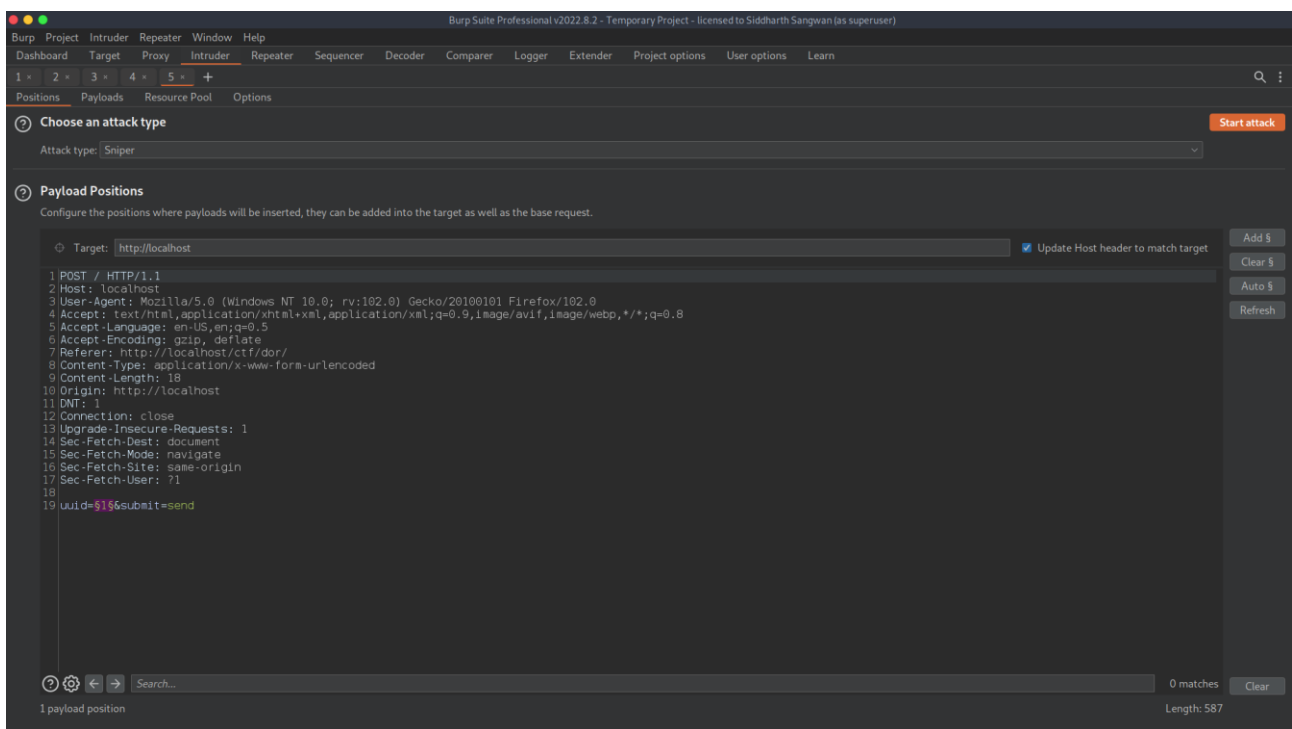 Burp Suite Professional v2022.8.2 - Temporary Project - licensed to Siddharth Sangwan (as superuser)
Burp Project Intruder Repeater Window Help
Dashboard Target Proxy Intruder Repeater Sequencer Decoder Comparer Logger Extender Project options User options Learn
1 × 2 × 3 × 4 × 5 × +
Positions Payloads Resource Pool Options
? Choose an attack type
Start attack
Attack type: Sniper
? Payload Positions
Configure the positions where payloads will be inserted, they can be added into the target as well as the base request.
Target: http://localhost
Update Host header to match target
Add §
Clear §
Auto §
Refresh
1 POST / HTTP/1.1
2 Host: localhost
3 User-Agent: Mozilla/5.0 (Windows NT 10.0; rv:102.0) Gecko/20100101 Firefox/102.0
4 Accept: text/html,application/xhtml+xml,application/xml;q=0.9,image/avif,image/webp,*/*;q=0.8
5 Accept-Language: en-US,en;q=0.5
6 Accept-Encoding: gzip, deflate
7 Referer: http://localhost/ctf/dor/
8 Content-Type: application/x-www-form-urlencoded
9 Content-Length: 18
10 Origin: http://localhost
11 DNT: 1
12 Connection: close
13 Upgrade-Insecure-Requests: 1
14 Sec-Fetch-Dest: document
15 Sec-Fetch-Mode: navigate
16 Sec-Fetch-Site: same-origin
17 Sec-Fetch-User: ?1
18
19 uuid=§1§&submit=send
? Search... 0 matches Clear
1 payload position Length: 587